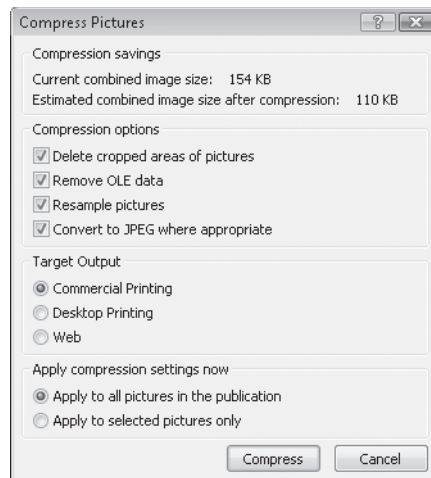 Compress Pictures
Compression savings
Current combined image size: 154 KB
Estimated combined image size after compression: 110 KB
Compression options
Delete cropped areas of pictures
Remove OLE data
Resample pictures
Convert to JPEG where appropriate
Target Output
Commercial Printing
Desktop Printing
Web
Apply compression settings now
Apply to all pictures in the publication
Apply to selected pictures only
Compress Cancel